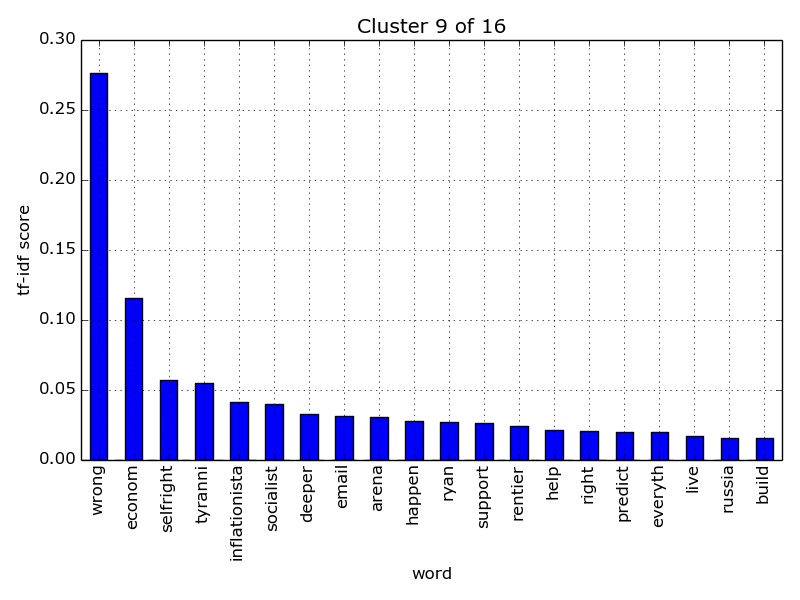 Cluster 9 of 16
0.30
0.25
0.20
0.15
0.10
0.05
0.00
tf-idf score
wrong
econom
selfright
tyranni
inflationista
socialist
deeper
email
arena
happen
ryan
support
rentier
help
right
predict
everyth
live
russia
build
word